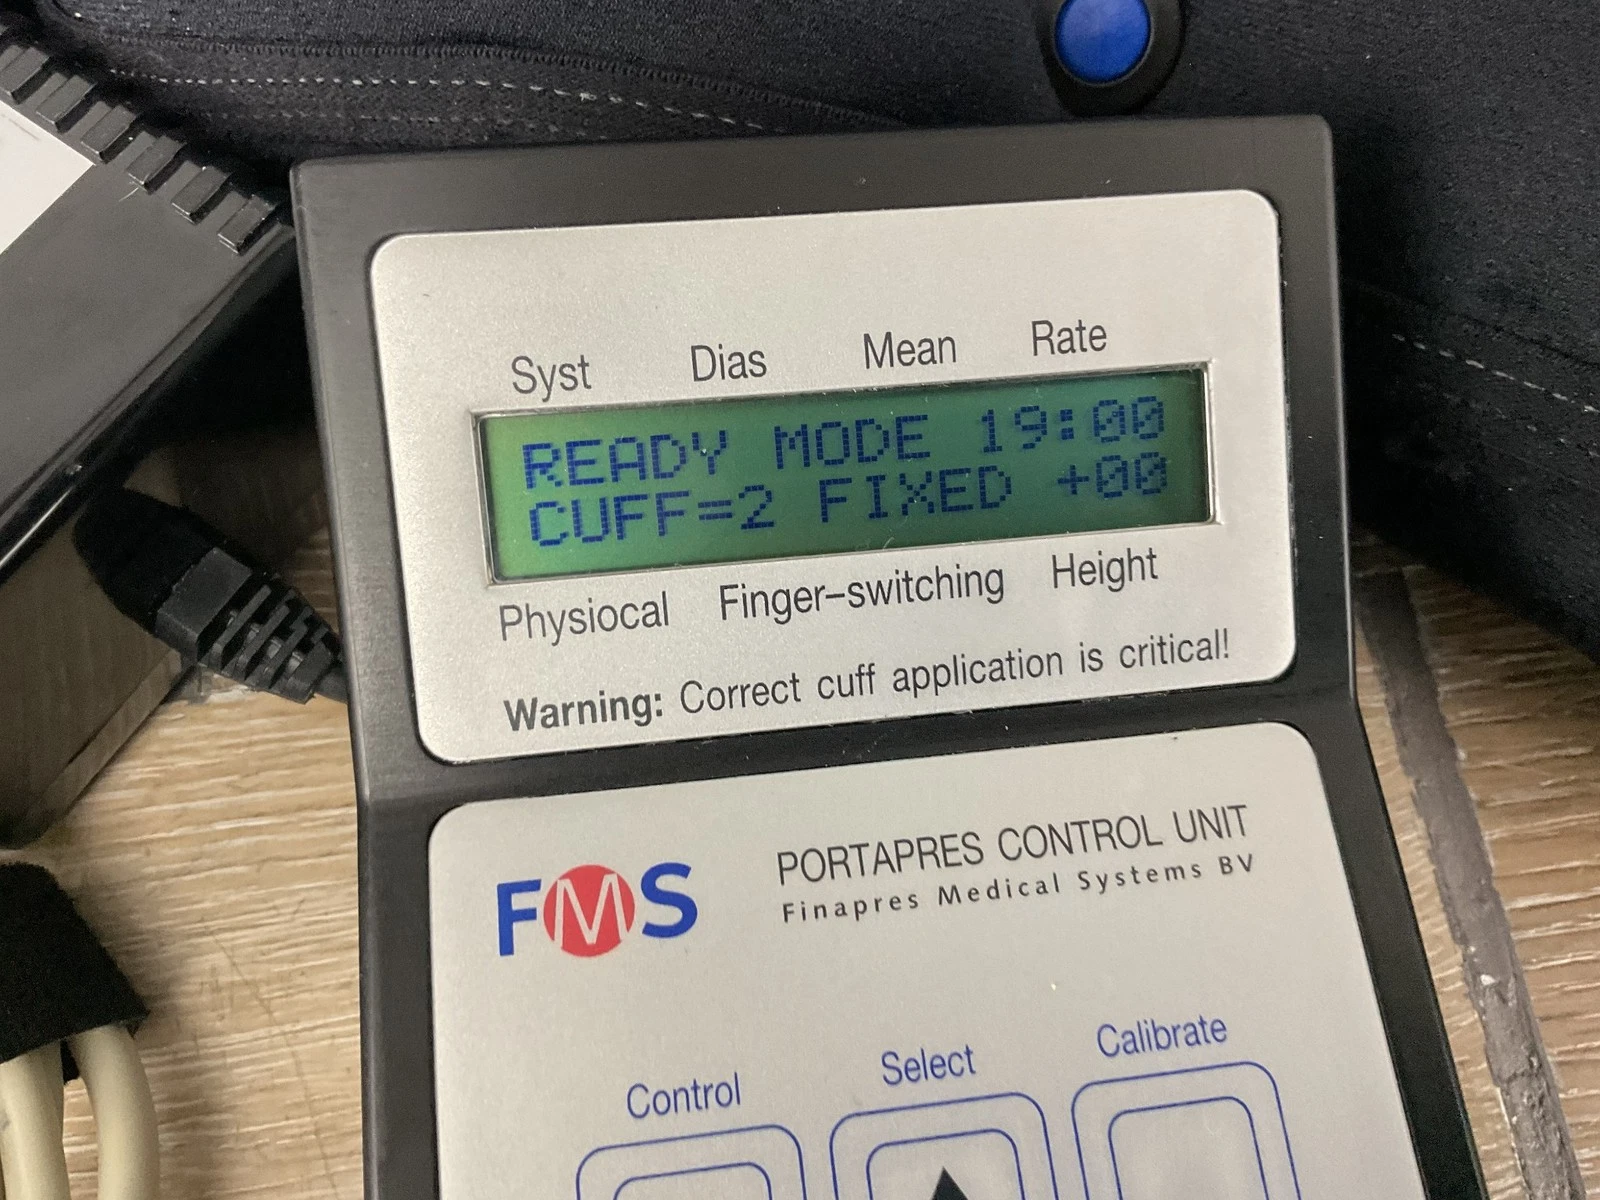 Syst Dias Mean Rate
READY MODE 19:00
CUFF=2 FIXED +00
Physiocal Finger-switching Height
Warning: Correct cuff application is critical!
FMS
PORTAPRES CONTROL UNIT
Finapres Medical Systems BV
Control Select Calibrate